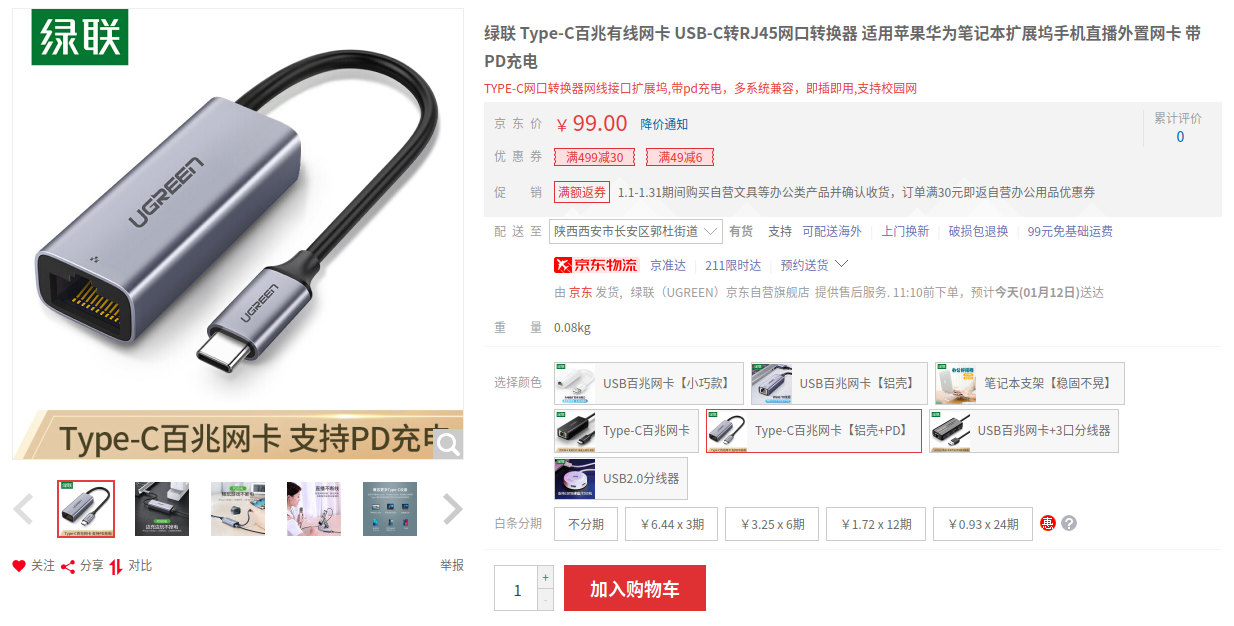 绿联
UGREEN
UGREEN
Type-C百兆网卡 支持PD充电
关注 分享 对比
举报
绿联 Type-C百兆有线网卡 USB-C转RJ45网口转换器 适用苹果华为笔记本扩展坞手机直播外置网卡 带
PD充电
TYPE-C网口转换器网线接口扩展坞,带pd充电，多系统兼容，即插即用,支持校园网
京东价 ￥99.00 降价通知
累计评价
0
优惠券 满499减30 满49减6
促销 满额返券 1.1-1.31期间购买自营文具等办公类产品并确认收货，订单满30元即返自营办公用品优惠券
配送至 陕西西安市长安区郭杜街道 有货 支持 可配送海外 上门换新 破损包退换 99元免基础运费
京东物流 京准达 211限时达 预约送货
由 京东 发货, 绿联（UGREEN）京东自营旗舰店 提供售后服务. 11:10前下单，预计今天(01月12日)送达
重量 0.08kg
选择颜色 USB百兆网卡【小巧款】 USB百兆网卡【铝壳】 笔记本支架【稳固不晃】
Type-C百兆网卡 Type-C百兆网卡【铝壳+PD】 USB百兆网卡+3口分线器
USB2.0分线器
白条分期 不分期 ￥6.44 x 3期 ￥3.25 x 6期 ￥1.72 x 12期 ￥0.93 x 24期 惠 ?
1 + - 加入购物车